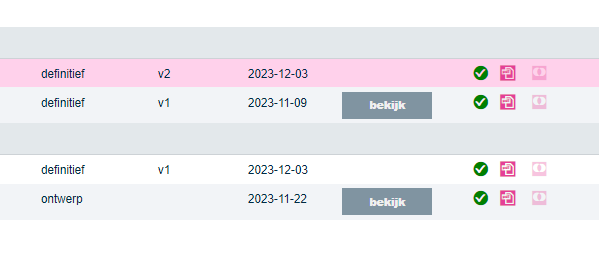 definitief v2 2023-12-03
definitief v1 2023-11-09 bekijk
definitief v1 2023-12-03
ontwerp 2023-11-22 bekijk